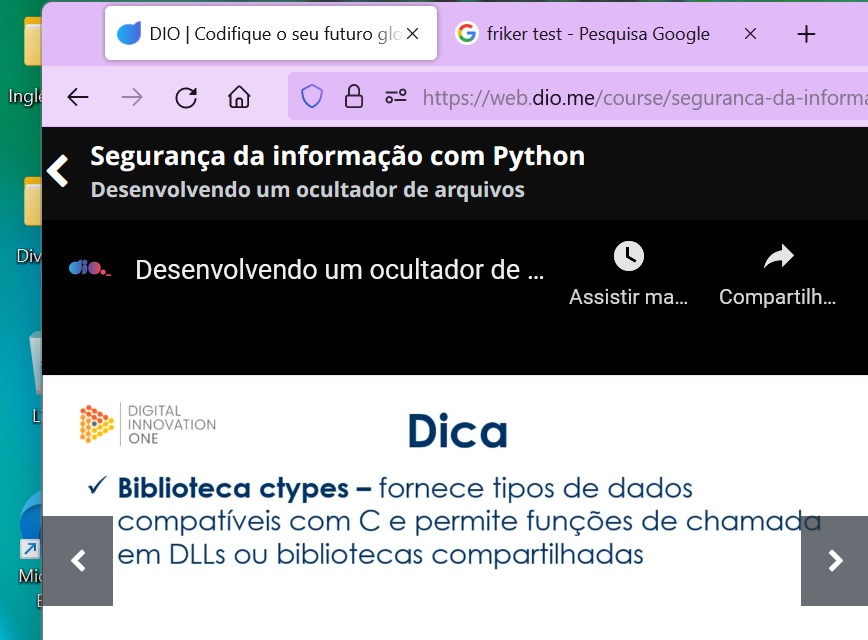 DIO | Codifique o seu futuro glo
friker test - Pesquisa Google
Ingle
https://web.dio.me/course/seguranca-da-informa
Segurança da informação com Python
Desenvolvendo um ocultador de arquivos
Div
dio.
Desenvolvendo um ocultador de ...
Assistir ma...
Compartilh...
L
DIGITAL
INNOVATION
ONE
Dica
✓ Biblioteca ctypes – fornece tipos de dados
compatíveis com C e permite funções de chamada
em DLLs ou bibliotecas compartilhadas
Mic
E